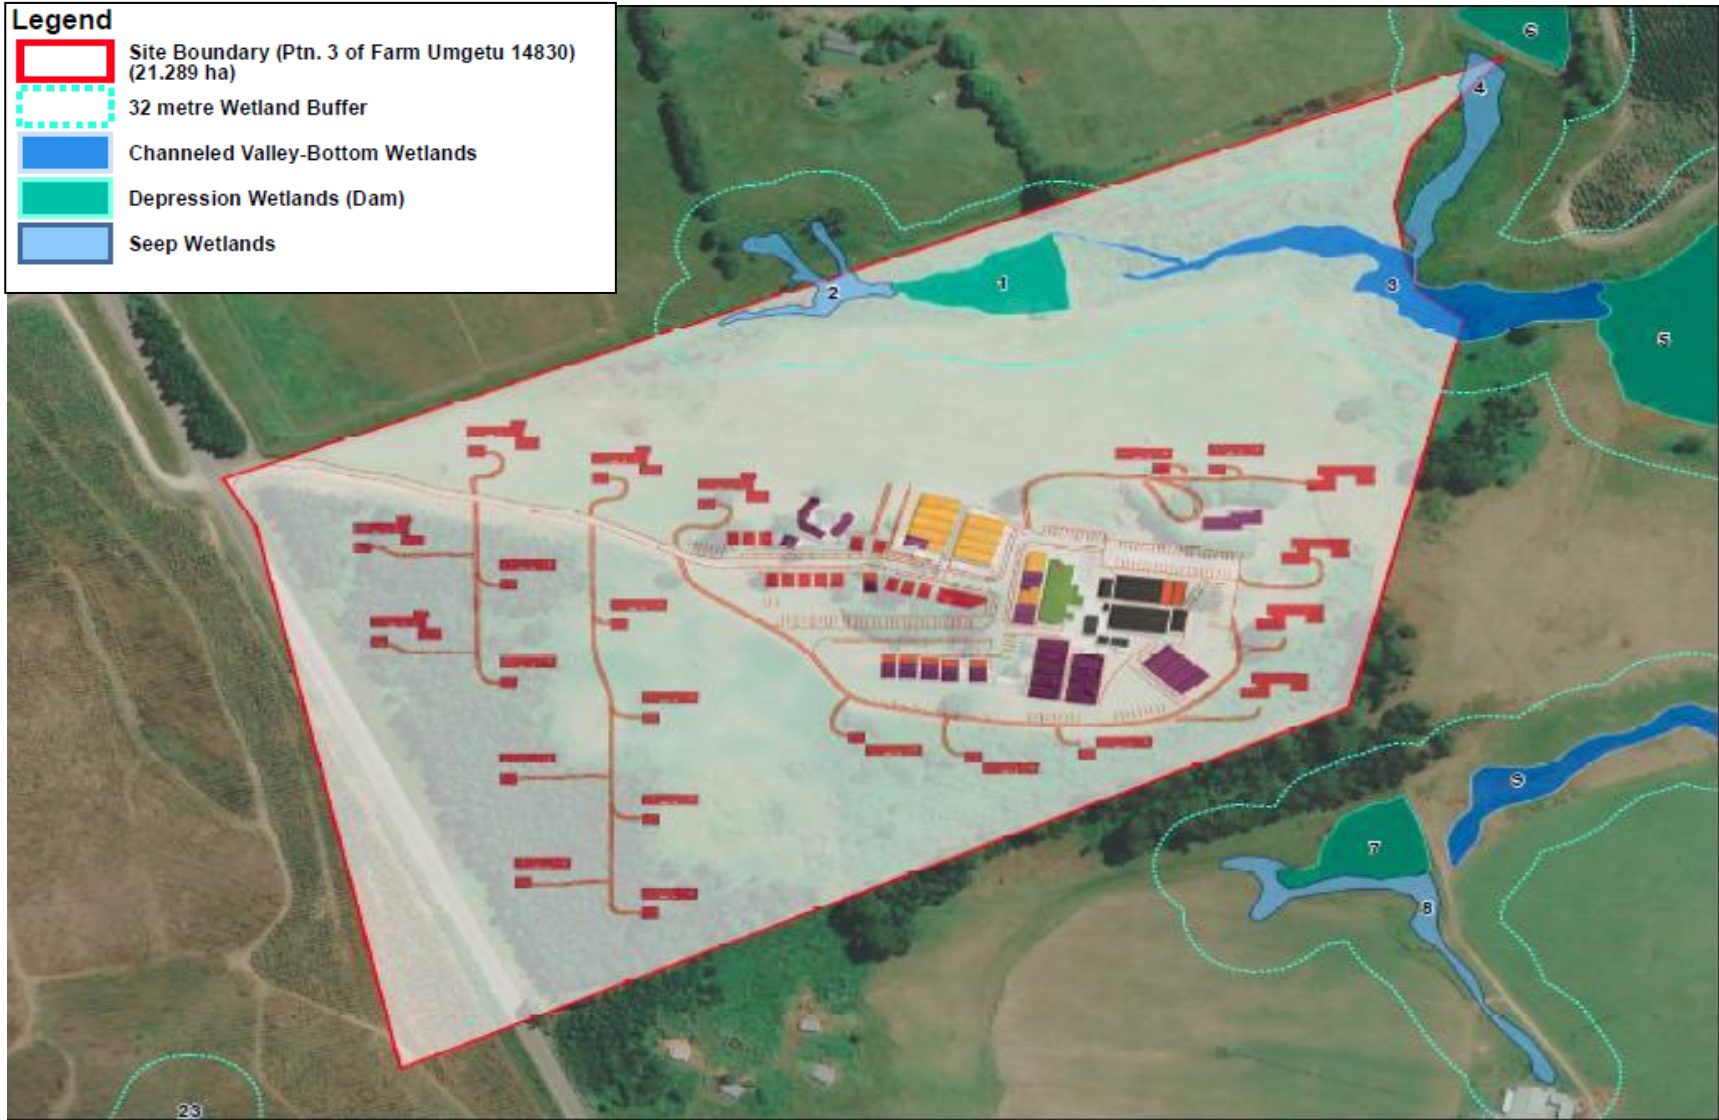 Legend
Site Boundary (Ptn. 3 of Farm Umgetu 14830)
(21.289 ha)
32 metre Wetland Buffer
Channeled Valley-Bottom Wetlands
Depression Wetlands (Dam)
Seep Wetlands
6
4
1
2
3
5
9
7
8
23